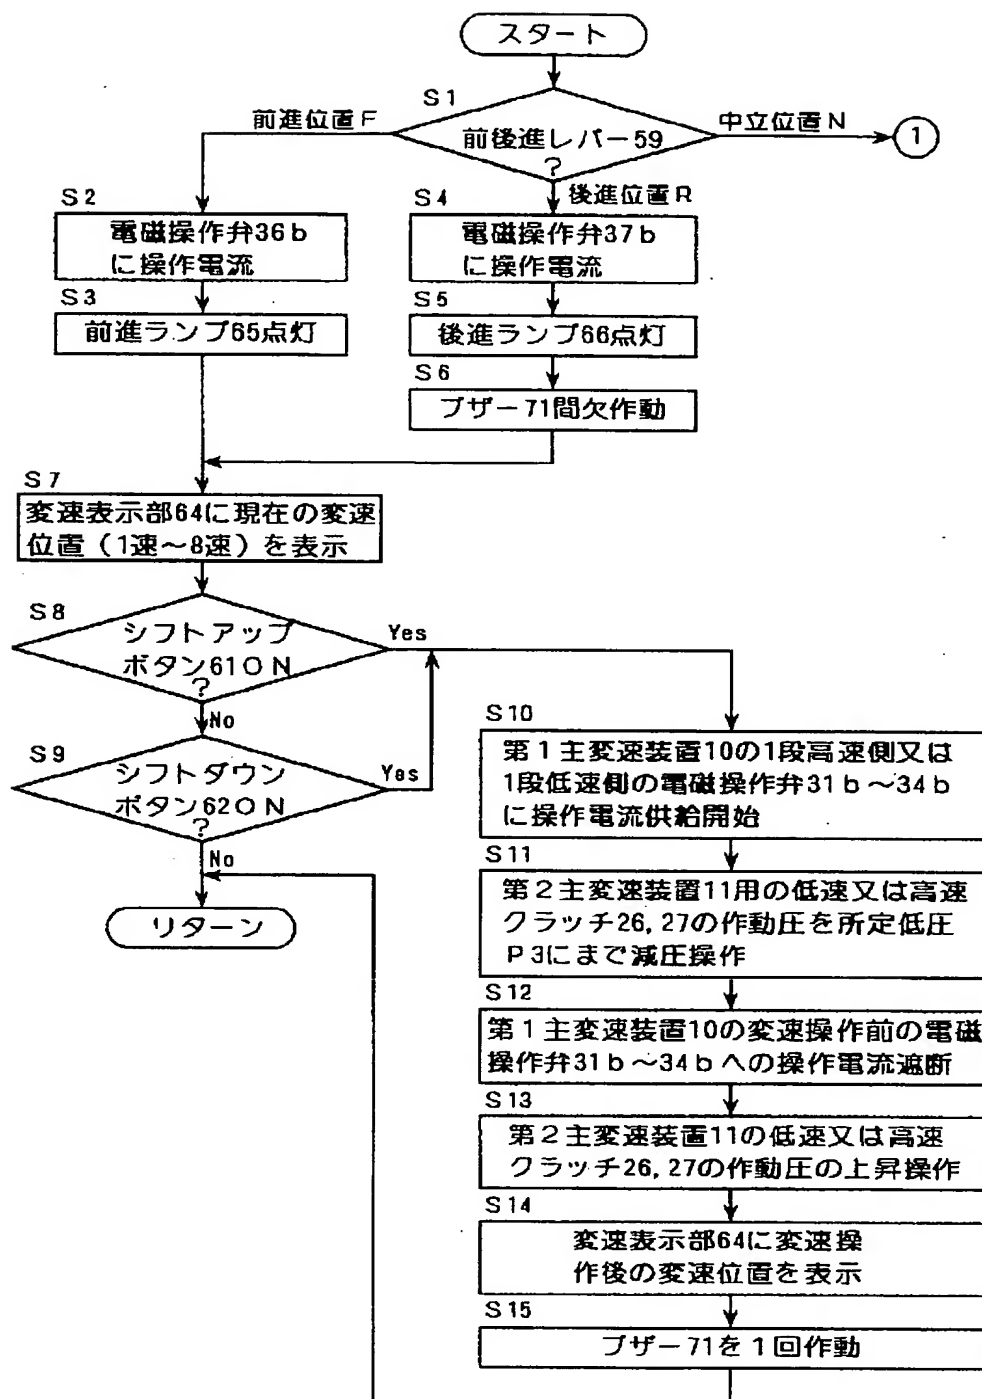 スタート
S1
前進位置F
前後進レバー59
?
中立位置N
1
後進位置R
S2
電磁操作弁36b
に操作電流
S3
前進ランプ65点灯
S4
電磁操作弁37b
に操作電流
S5
後進ランプ66点灯
S6
ブザー71間欠作動
S7
変速表示部64に現在の変速
位置(1速~8速)を表示
S8
シフトアップ
ボタン61ON
?
Yes
No
S9
シフトダウン
ボタン62ON
?
Yes
No
リターン
S10
第1主変速装置10の1段高速側又は
1段低速側の電磁操作弁31b~34b
に操作電流供給開始
S11
第2主変速装置11用の低速又は高速
クラッチ26,27の作動圧を所定低圧
P3にまで減圧操作
S12
第1主変速装置10の変速操作前の電磁
操作弁31b~34bへの操作電流遮断
S13
第2主変速装置11の低速又は高速
クラッチ26,27の作動圧の上昇操作
S14
変速表示部64に変速操
作後の変速位置を表示
S15
ブザー71を1回作動